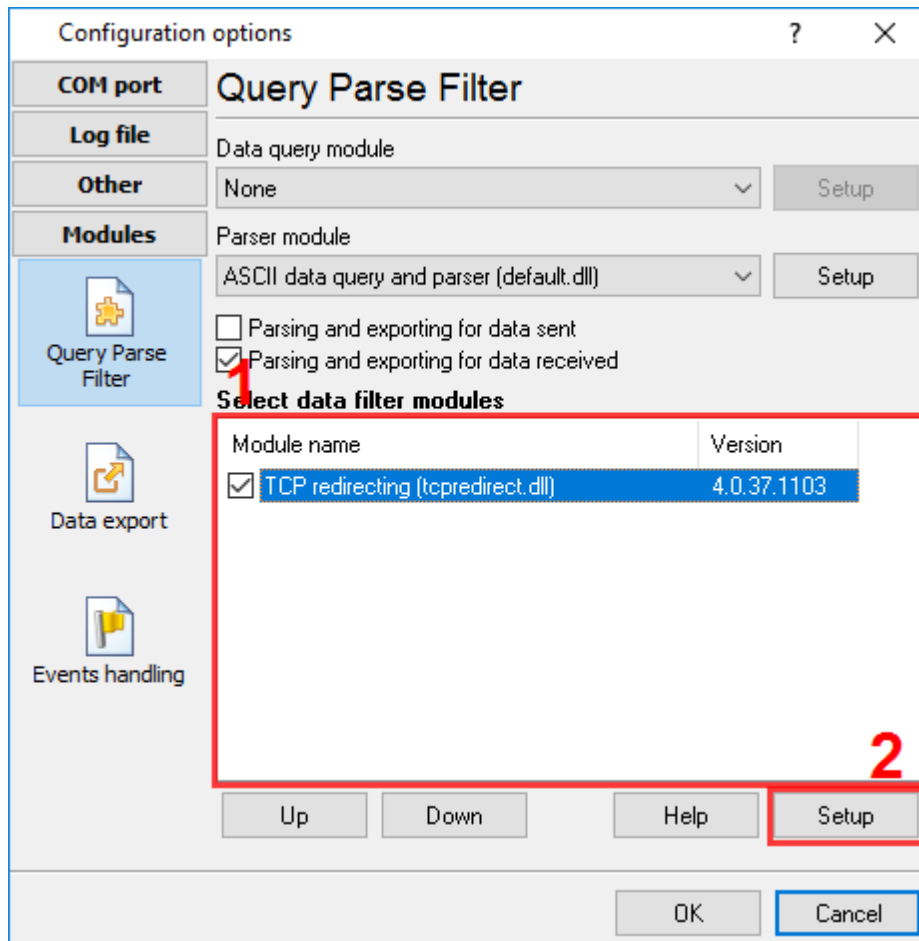 Configuration options
?
COM port
Log file
Other
Modules
Query Parse
Filter
Data export
Events handling
Query Parse Filter
Data query module
None
Setup
Parser module
ASCII data query and parser (default.dll)
Setup
Parsing and exporting for data sent
Parsing and exporting for data received
1
Select data filter modules
Module name Version
TCP redirecting (tcpredirect.dll) 4.0.37.1103
2
Up Down Help Setup
OK Cancel